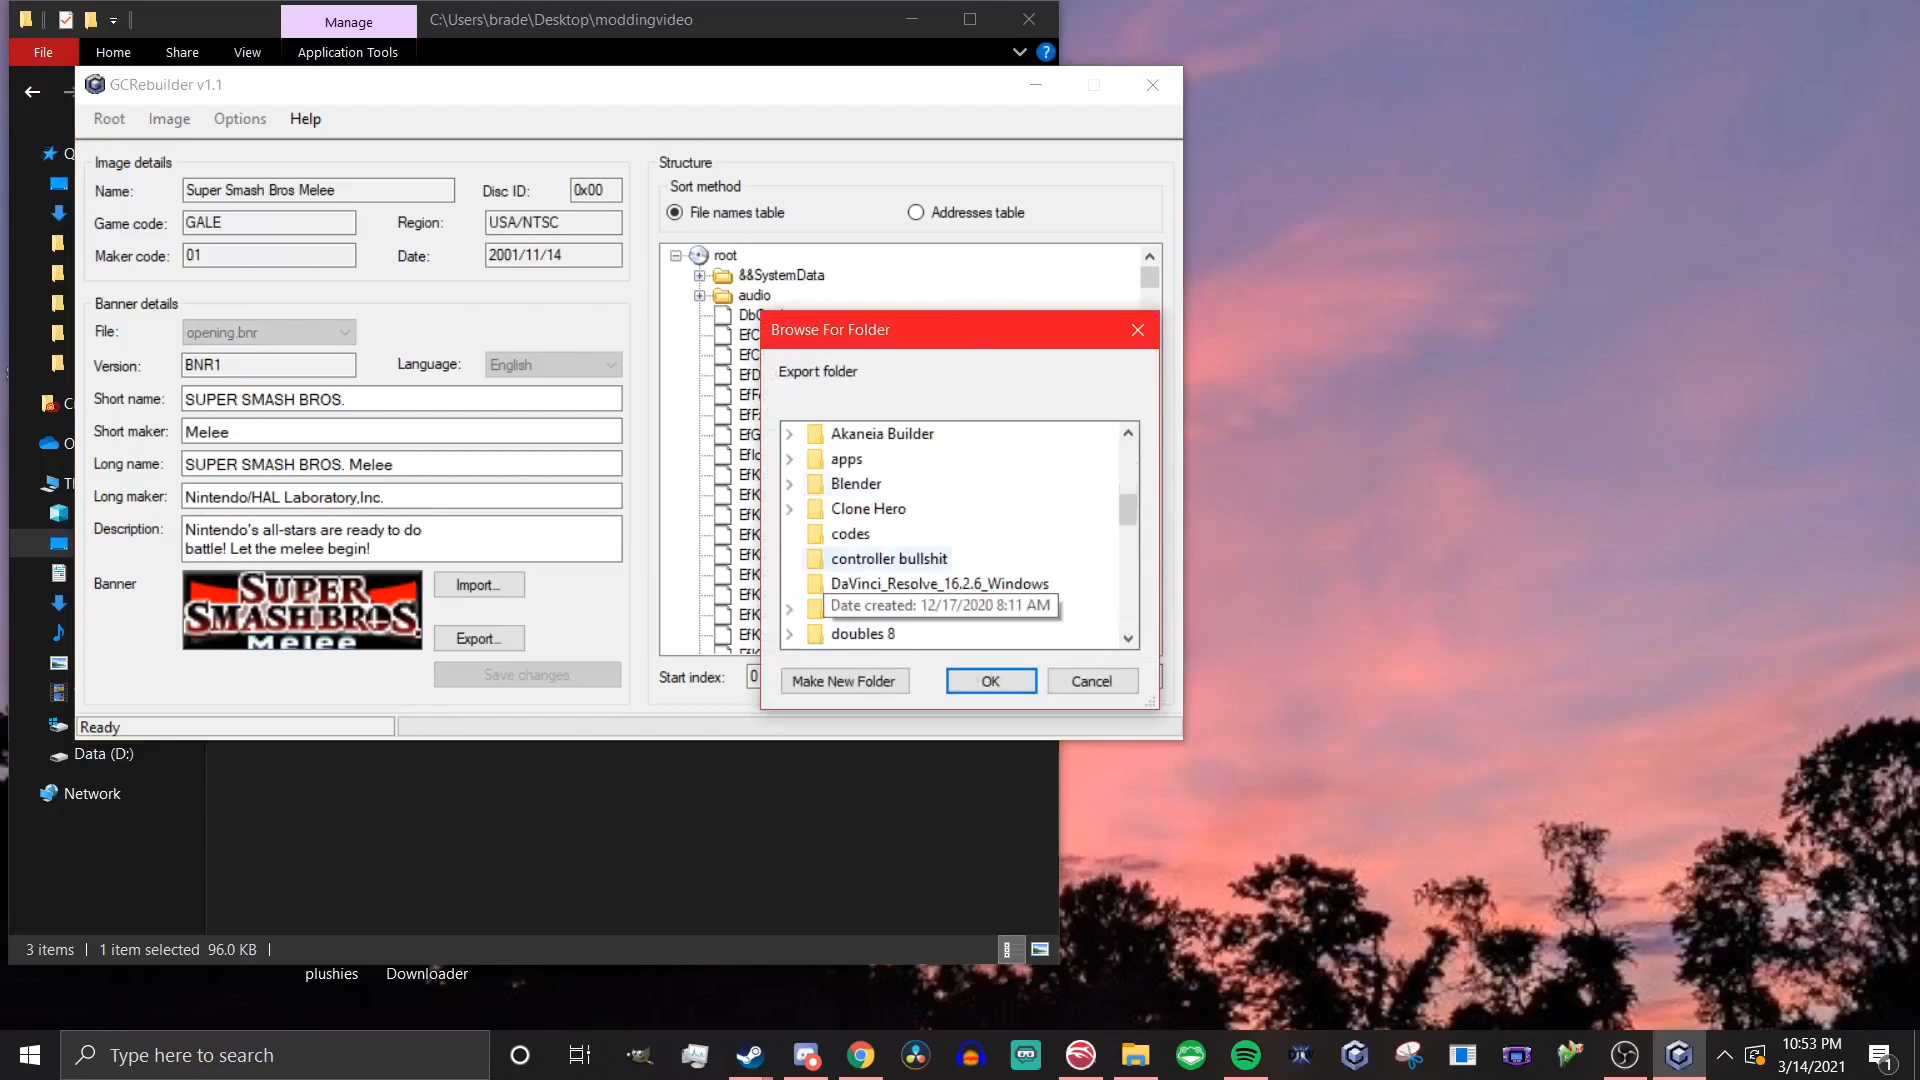 Manage
C:\Users\brade\Desktop\moddingvideo
File
Home
Share
View
Application Tools
GCRebuilder v1.1
Root
Image
Options
Help
Image details
Name:
Super Smash Bros Melee
Disc ID:
0x00
Game code:
GALE
Region:
USA/NTSC
Maker code:
01
Date:
2001/11/14
Banner details
File:
opening.bnr
Version:
BNR1
Language:
English
Short name:
SUPER SMASH BROS.
Short maker:
Melee
Long name:
SUPER SMASH BROS. Melee
Long maker:
Nintendo/HAL Laboratory,Inc.
Description:
Nintendo's all-stars are ready to do
battle! Let the melee begin!
Banner
SUPER
SMASH BROS.
Melee
Import...
Export...
Save changes
Ready
Structure
Sort method
File names table
Addresses table
root
&&SystemData
audio
Start index:
0
Browse For Folder
Export folder
Akaneia Builder
apps
Blender
Clone Hero
codes
controller bullshit
DaVinci_Resolve_16.2.6_Windows
Date created: 12/17/2020 8:11 AM
doubles 8
Make New Folder
OK
Cancel
Data (D:)
Network
3 items
1 item selected 96.0 KB
plushies
Downloader
Type here to search
10:53 PM
3/14/2021
1